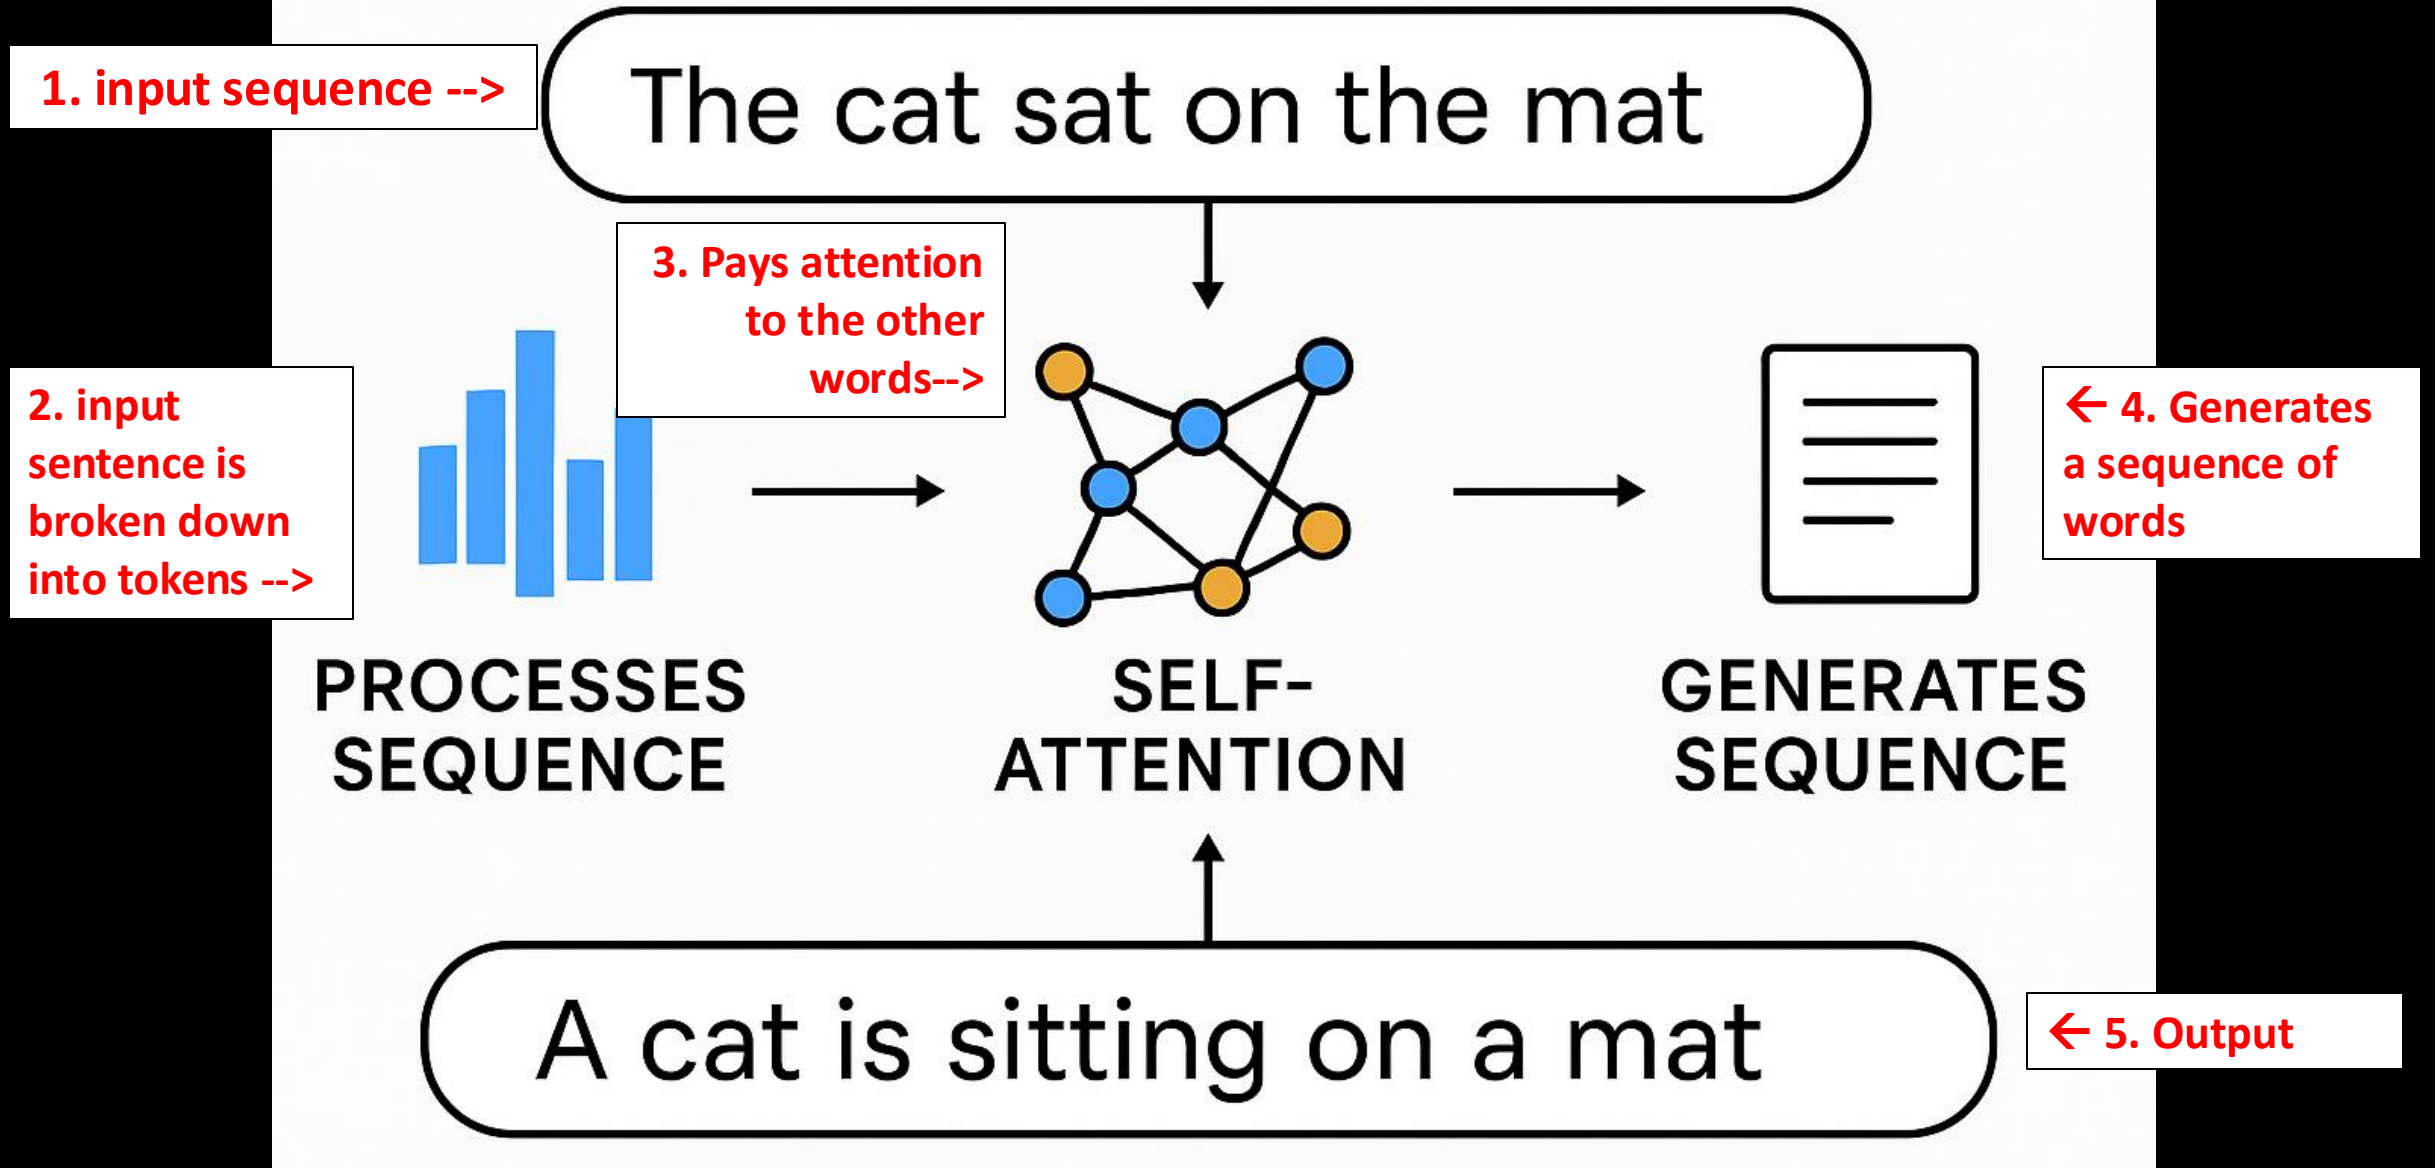 1. input sequence -->
The cat sat on the mat
2. input
sentence is
broken down
into tokens -->
3. Pays attention
to the other
words-->
← 4. Generates
a sequence of
words
PROCESSES
SEQUENCE
SELF-
ATTENTION
GENERATES
SEQUENCE
A cat is sitting on a mat
← 5. Output